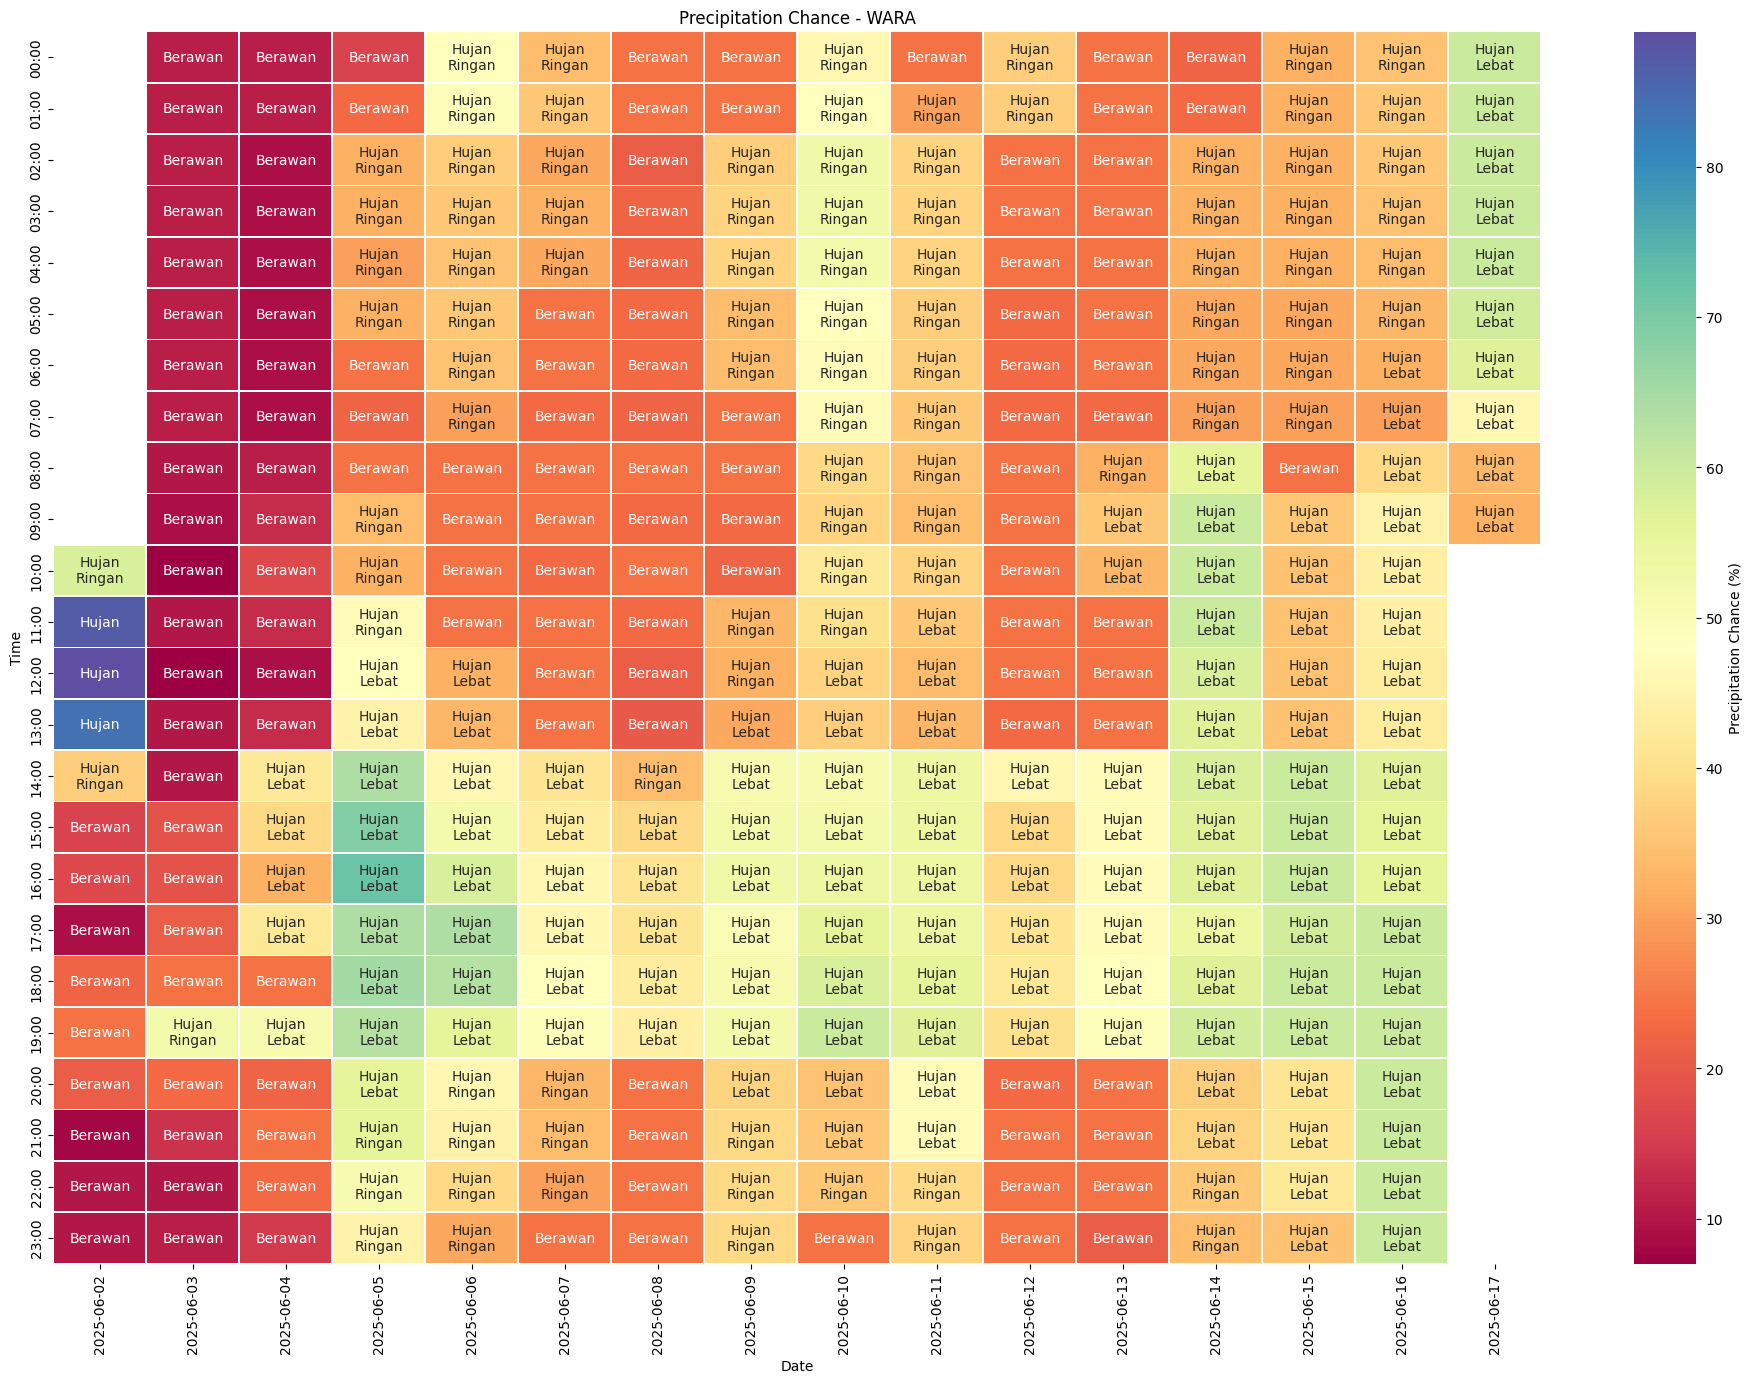 Precipitation Chance - WARA
00:00 Berawan Berawan Berawan Hujan Ringan Hujan Ringan Berawan Berawan Hujan Ringan Berawan Hujan Ringan Berawan Berawan Hujan Ringan Hujan Ringan Hujan Lebat
01:00 Berawan Berawan Berawan Hujan Ringan Hujan Ringan Berawan Berawan Hujan Ringan Hujan Ringan Hujan Ringan Berawan Berawan Hujan Ringan Hujan Ringan Hujan Lebat
02:00 Berawan Berawan Hujan Ringan Hujan Ringan Hujan Ringan Berawan Hujan Ringan Hujan Ringan Hujan Ringan Berawan Berawan Hujan Ringan Hujan Ringan Hujan Ringan Hujan Lebat
03:00 Berawan Berawan Hujan Ringan Hujan Ringan Hujan Ringan Berawan Hujan Ringan Hujan Ringan Hujan Ringan Berawan Berawan Hujan Ringan Hujan Ringan Hujan Ringan Hujan Lebat
04:00 Berawan Berawan Hujan Ringan Hujan Ringan Hujan Ringan Berawan Hujan Ringan Hujan Ringan Hujan Ringan Berawan Berawan Hujan Ringan Hujan Ringan Hujan Ringan Hujan Lebat
05:00 Berawan Berawan Hujan Ringan Hujan Ringan Berawan Berawan Hujan Ringan Hujan Ringan Hujan Ringan Berawan Berawan Hujan Ringan Hujan Ringan Hujan Ringan Hujan Lebat
06:00 Berawan Berawan Berawan Hujan Ringan Berawan Berawan Hujan Ringan Hujan Ringan Hujan Ringan Berawan Berawan Hujan Ringan Hujan Ringan Hujan Lebat Hujan Lebat
07:00 Berawan Berawan Berawan Hujan Ringan Berawan Berawan Berawan Hujan Ringan Hujan Ringan Berawan Berawan Hujan Ringan Hujan Ringan Hujan Lebat Hujan Lebat
08:00 Berawan Berawan Berawan Berawan Berawan Berawan Berawan Hujan Ringan Hujan Ringan Berawan Hujan Ringan Hujan Lebat Berawan Hujan Lebat Hujan Lebat
09:00 Berawan Berawan Hujan Ringan Berawan Berawan Berawan Berawan Hujan Ringan Hujan Ringan Berawan Hujan Lebat Hujan Lebat Hujan Lebat Hujan Lebat Hujan Lebat
10:00 Hujan Ringan Berawan Berawan Hujan Ringan Berawan Berawan Berawan Berawan Hujan Ringan Hujan Ringan Berawan Hujan Lebat Hujan Lebat Hujan Lebat Hujan Lebat
11:00 Hujan Berawan Berawan Hujan Ringan Berawan Berawan Berawan Hujan Ringan Hujan Ringan Hujan Lebat Berawan Berawan Hujan Lebat Hujan Lebat Hujan Lebat
12:00 Hujan Berawan Berawan Hujan Lebat Hujan Lebat Berawan Berawan Hujan Ringan Hujan Lebat Hujan Lebat Berawan Berawan Hujan Lebat Hujan Lebat Hujan Lebat
13:00 Hujan Berawan Berawan Hujan Lebat Hujan Lebat Berawan Berawan Hujan Lebat Hujan Lebat Hujan Lebat Berawan Berawan Hujan Lebat Hujan Lebat Hujan Lebat
14:00 Hujan Ringan Berawan Hujan Lebat Hujan Lebat Hujan Lebat Hujan Lebat Hujan Ringan Hujan Lebat Hujan Lebat Hujan Lebat Hujan Lebat Hujan Lebat Hujan Lebat Hujan Lebat Hujan Lebat
15:00 Berawan Berawan Hujan Lebat Hujan Lebat Hujan Lebat Hujan Lebat Hujan Lebat Hujan Lebat Hujan Lebat Hujan Lebat Hujan Lebat Hujan Lebat Hujan Lebat Hujan Lebat Hujan Lebat
16:00 Berawan Berawan Hujan Lebat Hujan Lebat Hujan Lebat Hujan Lebat Hujan Lebat Hujan Lebat Hujan Lebat Hujan Lebat Hujan Lebat Hujan Lebat Hujan Lebat Hujan Lebat Hujan Lebat
17:00 Berawan Berawan Hujan Lebat Hujan Lebat Hujan Lebat Hujan Lebat Hujan Lebat Hujan Lebat Hujan Lebat Hujan Lebat Hujan Lebat Hujan Lebat Hujan Lebat Hujan Lebat Hujan Lebat
18:00 Berawan Berawan Berawan Hujan Lebat Hujan Lebat Hujan Lebat Hujan Lebat Hujan Lebat Hujan Lebat Hujan Lebat Hujan Lebat Hujan Lebat Hujan Lebat Hujan Lebat Hujan Lebat
19:00 Berawan Hujan Ringan Hujan Lebat Hujan Lebat Hujan Lebat Hujan Lebat Hujan Lebat Hujan Lebat Hujan Lebat Hujan Lebat Hujan Lebat Hujan Lebat Hujan Lebat Hujan Lebat Hujan Lebat
20:00 Berawan Berawan Berawan Hujan Lebat Hujan Ringan Hujan Ringan Berawan Hujan Lebat Hujan Lebat Hujan Lebat Berawan Berawan Hujan Lebat Hujan Lebat Hujan Lebat
21:00 Berawan Berawan Berawan Hujan Ringan Hujan Ringan Hujan Ringan Berawan Hujan Ringan Hujan Lebat Hujan Lebat Berawan Berawan Hujan Lebat Hujan Lebat Hujan Lebat
22:00 Berawan Berawan Berawan Hujan Ringan Hujan Ringan Hujan Ringan Berawan Hujan Ringan Hujan Ringan Hujan Ringan Berawan Berawan Hujan Ringan Hujan Lebat Hujan Lebat
23:00 Berawan Berawan Berawan Hujan Ringan Hujan Ringan Berawan Berawan Hujan Ringan Berawan Hujan Ringan Berawan Berawan Hujan Ringan Hujan Lebat Hujan Lebat
Time
2025-06-02 2025-06-03 2025-06-04 2025-06-05 2025-06-06 2025-06-07 2025-06-08 2025-06-09 2025-06-10 2025-06-11 2025-06-12 2025-06-13 2025-06-14 2025-06-15 2025-06-16 2025-06-17
Date
80
70
60
50
40
30
20
10
Precipitation Chance (%)